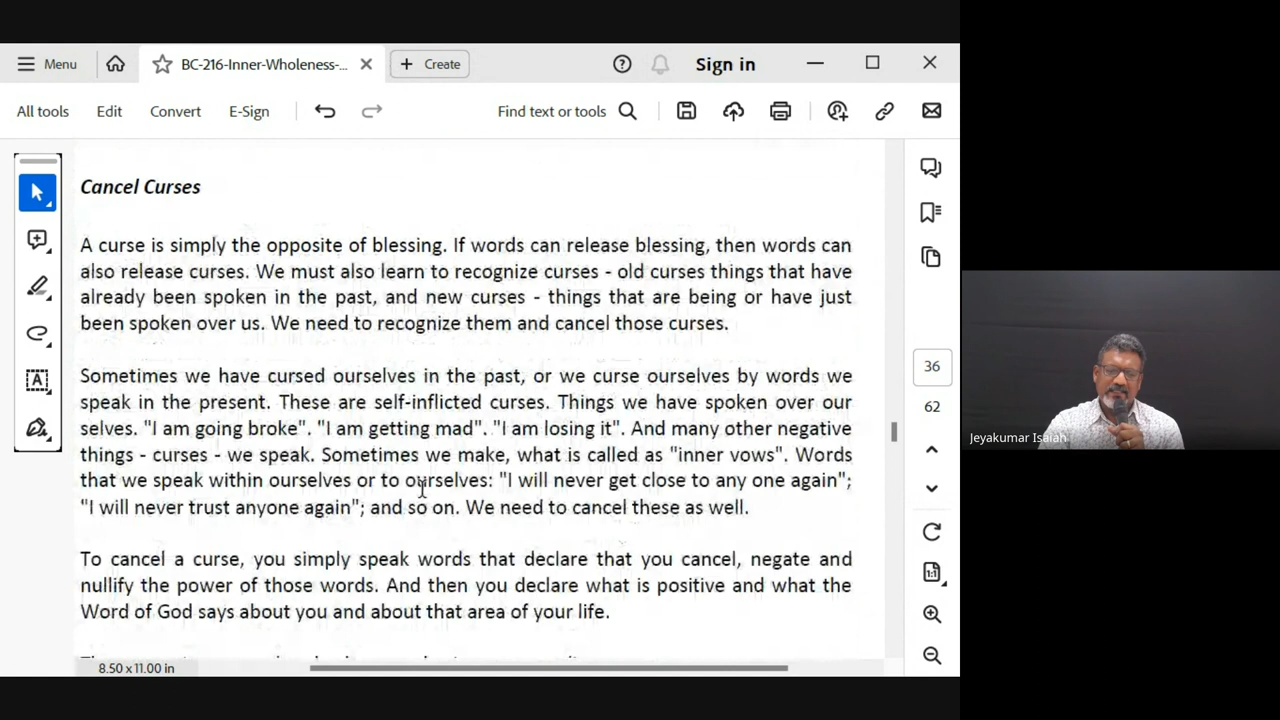 Menu
BC-216-Inner-Wholeness-...
Create
Sign in
All tools
Edit
Convert
E-Sign
Find text or tools
Cancel Curses
A curse is simply the opposite of blessing. If words can release blessing, then words can
also release curses. We must also learn to recognize curses - old curses things that have
already been spoken in the past, and new curses - things that are being or have just
been spoken over us. We need to recognize them and cancel those curses.
Sometimes we have cursed ourselves in the past, or we curse ourselves by words we
speak in the present. These are self-inflicted curses. Things we have spoken over our
selves. "I am going broke". "I am getting mad". "I am losing it". And many other negative
things - curses - we speak. Sometimes we make, what is called as "inner vows". Words
that we speak within ourselves or to ourselves: "I will never get close to any one again";
"I will never trust anyone again"; and so on. We need to cancel these as well.
To cancel a curse, you simply speak words that declare that you cancel, negate and
nullify the power of those words. And then you declare what is positive and what the
Word of God says about you and about that area of your life.
8.50 x 11.00 in
36
62
1:1
Jeyakumar Isaiah